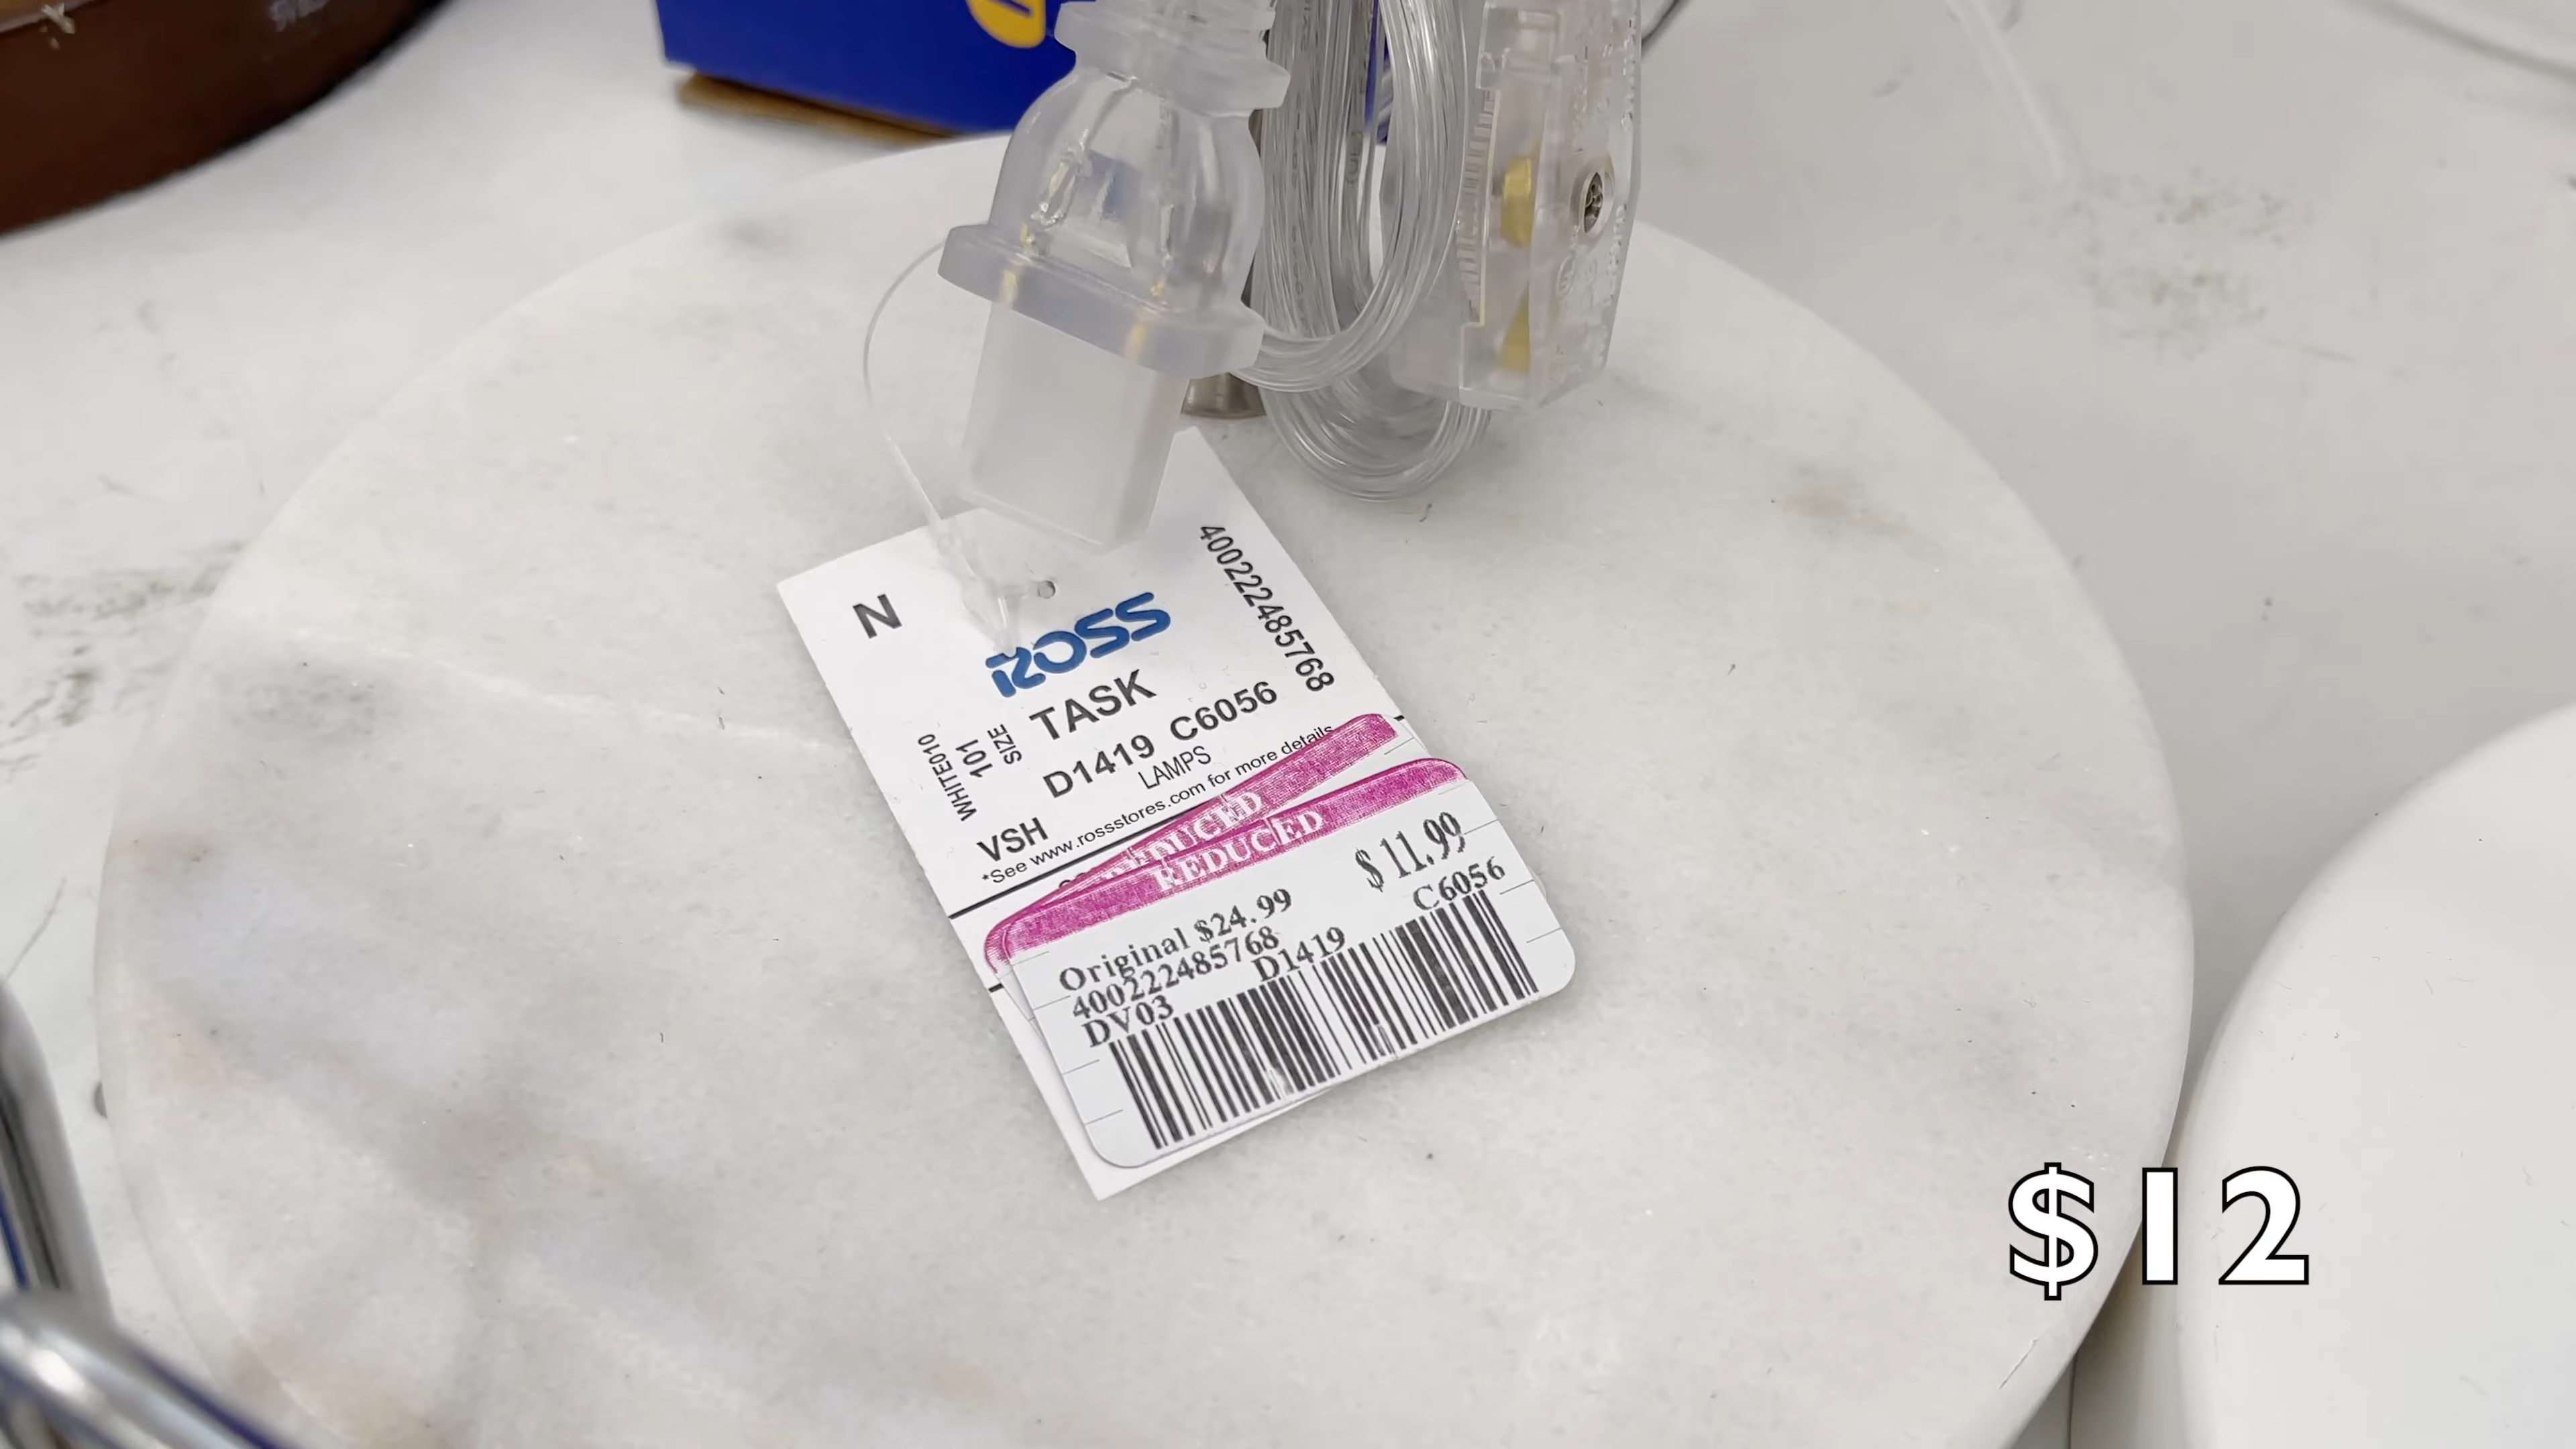 N
ROSS
400222485768
TASK
D1419 C6056
LAMPS
WHITE010
101
SIZE
VSH
*See www.rossstores.com for more details
REDUCED
REDUCED
$11.99
Original $24.99
C6056
400222485768
D1419
DV03
$12